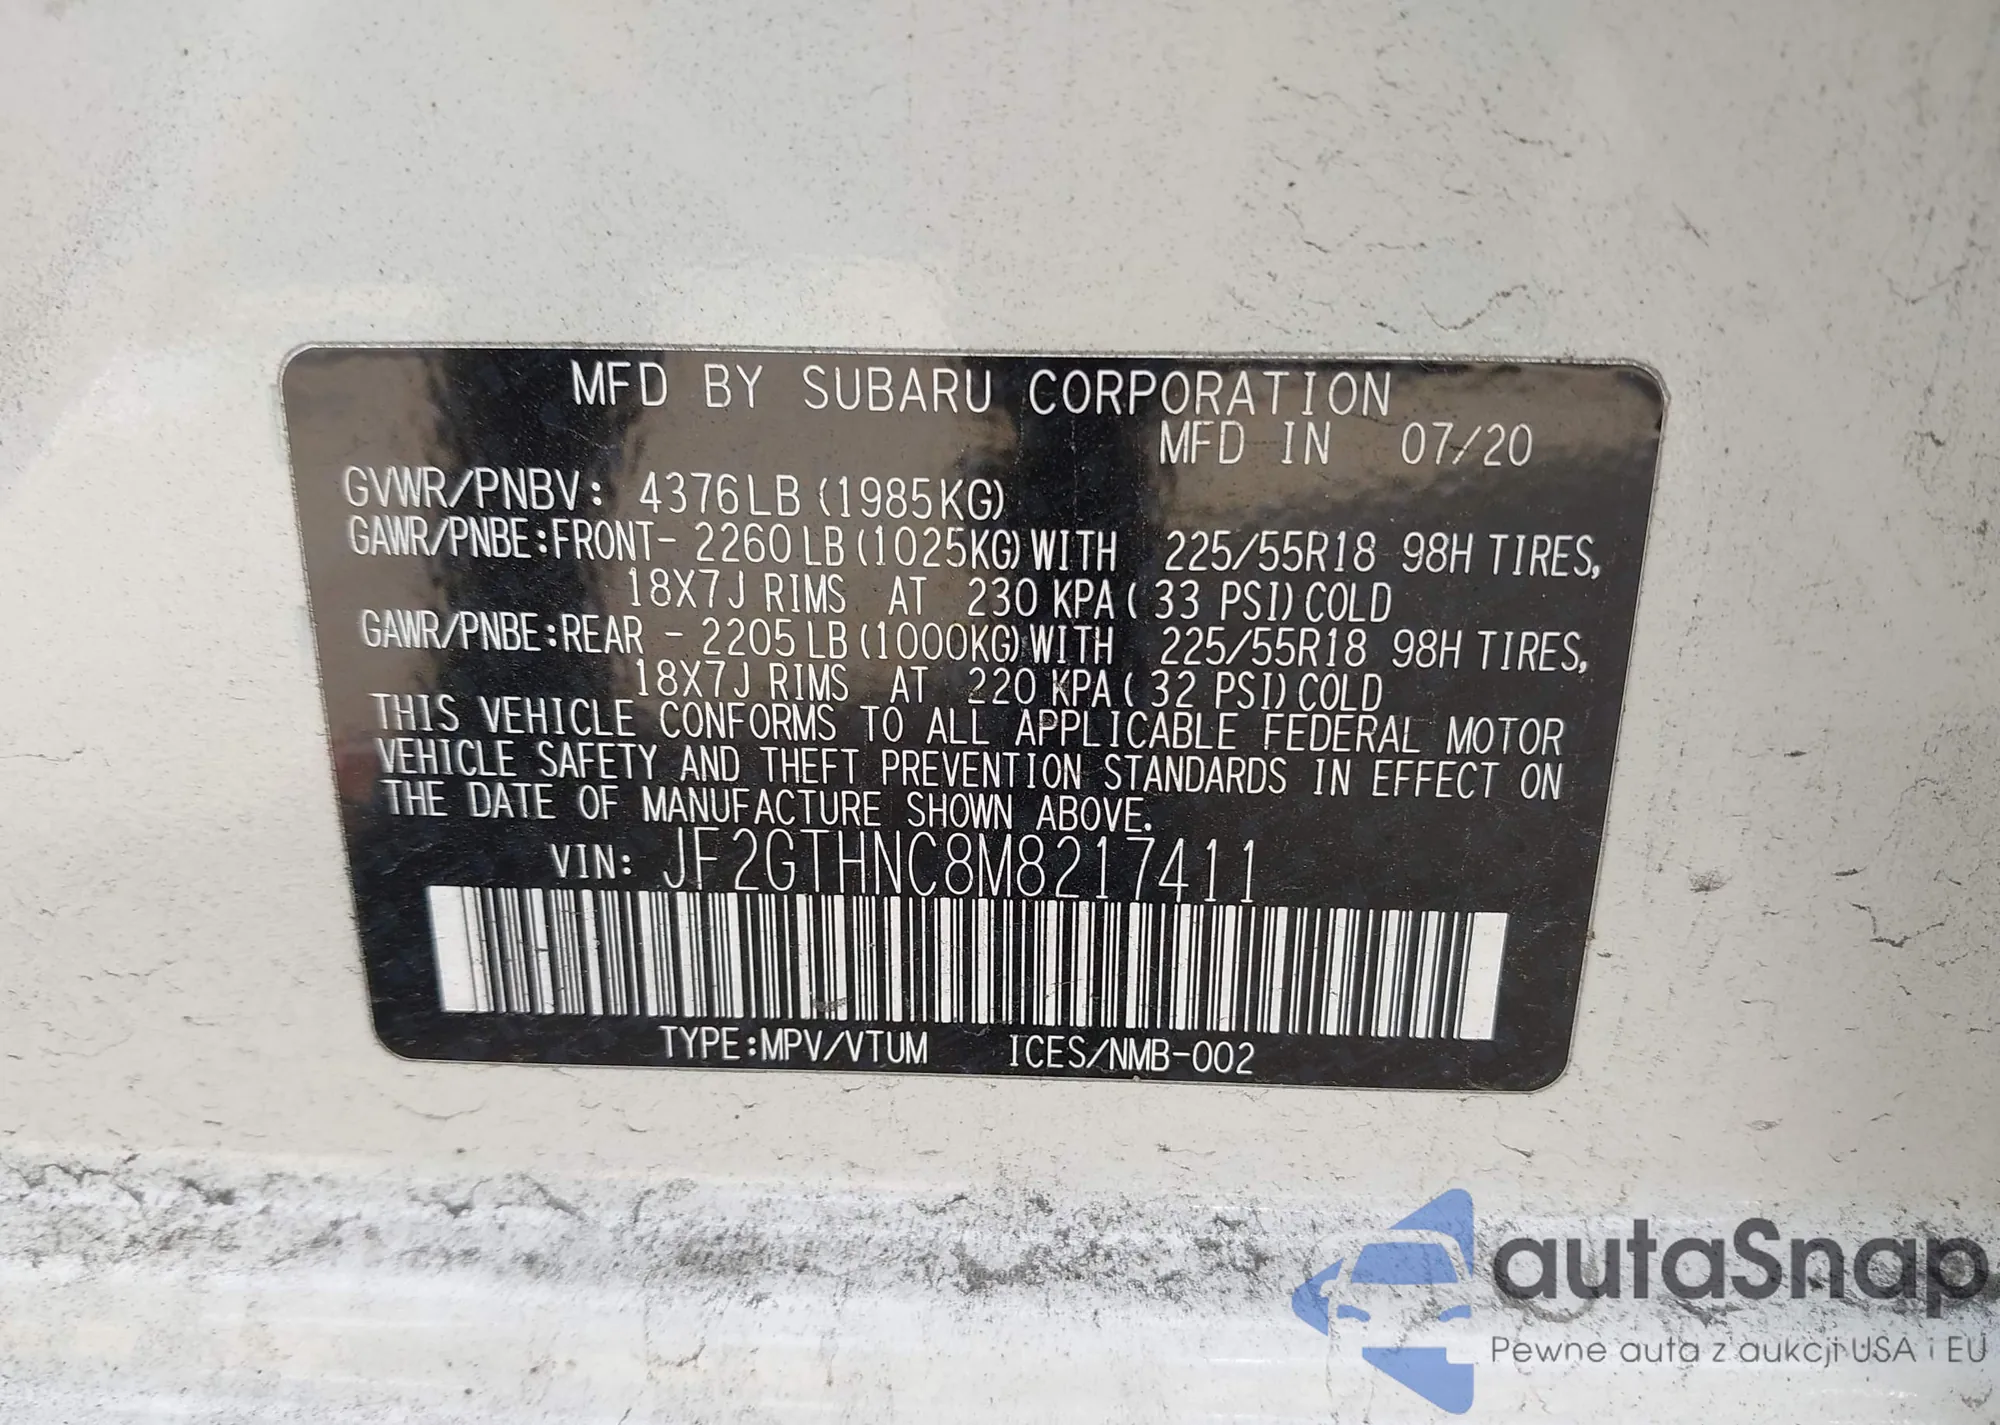 MFD BY SUBARU CORPORATION
MFD IN 07/20
GVWR/PNBV: 4376LB (1985KG)
GAWR/PNBE:FRONT- 2260LB(1025KG)WITH 225/55R18 98H TIRES,
18X7J RIMS AT 230 KPA( 33 PSI)COLD
GAWR/PNBE:REAR - 2205LB(1000KG)WITH 225/55R18 98H TIRES,
18X7J RIMS AT 220 KPA( 32 PSI)COLD
THIS VEHICLE CONFORMS TO ALL APPLICABLE FEDERAL MOTOR
VEHICLE SAFETY AND THEFT PREVENTION STANDARDS IN EFFECT ON
THE DATE OF MANUFACTURE SHOWN ABOVE.
VIN: JF2GTHNC8M8217411
TYPE:MPV/VTUM ICES/NMB-002
autoSnap
Pewne auta z aukcji USA i EU